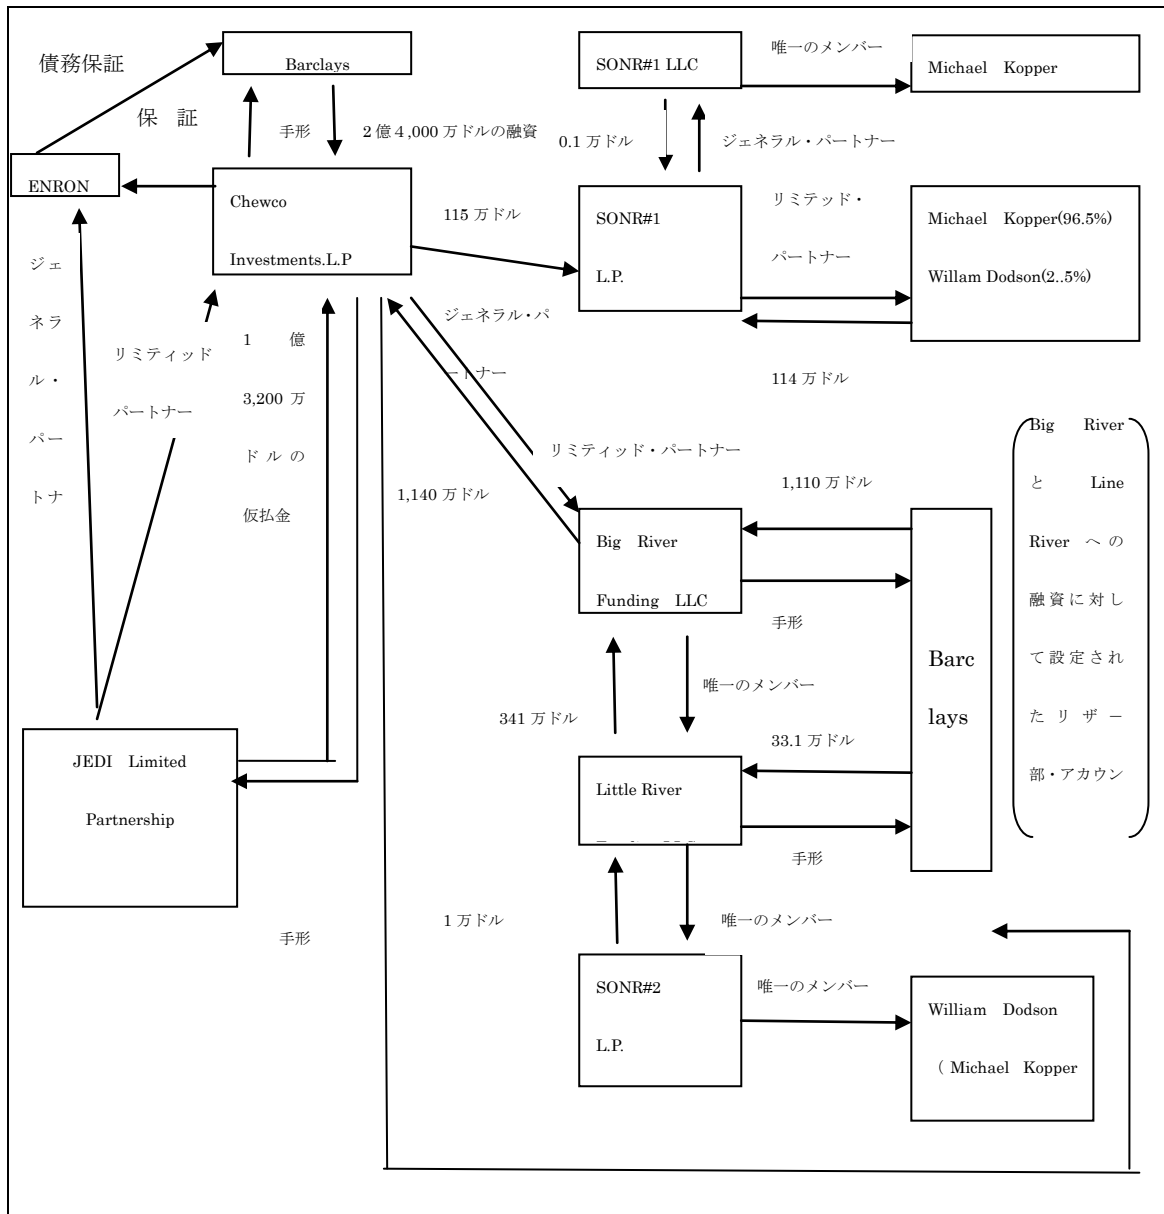 債務保証
Barclays
保 証
手形
2億4,000万ドルの融資
SONR#1 LLC
唯一のメンバー
Michael Kopper
0.1万ドル
ジェネラル・パートナー
ENRON
Chewco
Investments.L.P
115万ドル
SONR#1
L.P.
リミテッド・
パートナー
Michael Kopper(96.5%)
Willam Dodson(2..5%)
114万ドル
ジェ
ネラ
ル・
パー
トナ
リミティッド
パートナー
1 億
3,200万
ドルの
仮払金
ジェネラル・パ
ートナー
リミティッド・パートナー
1,140万ドル
1,110万ドル
Big River
Funding LLC
手形
Barc
lays
Big River
と Line
River への
融資に対し
て設定され
たリザー
部・アカウン
唯一のメンバー
341万ドル
33.1万ドル
JEDI Limited
Partnership
Little River
手形
手形
1万ドル
唯一のメンバー
SONR#2
L.P.
唯一のメンバー
William Dodson
(Michael Kopper